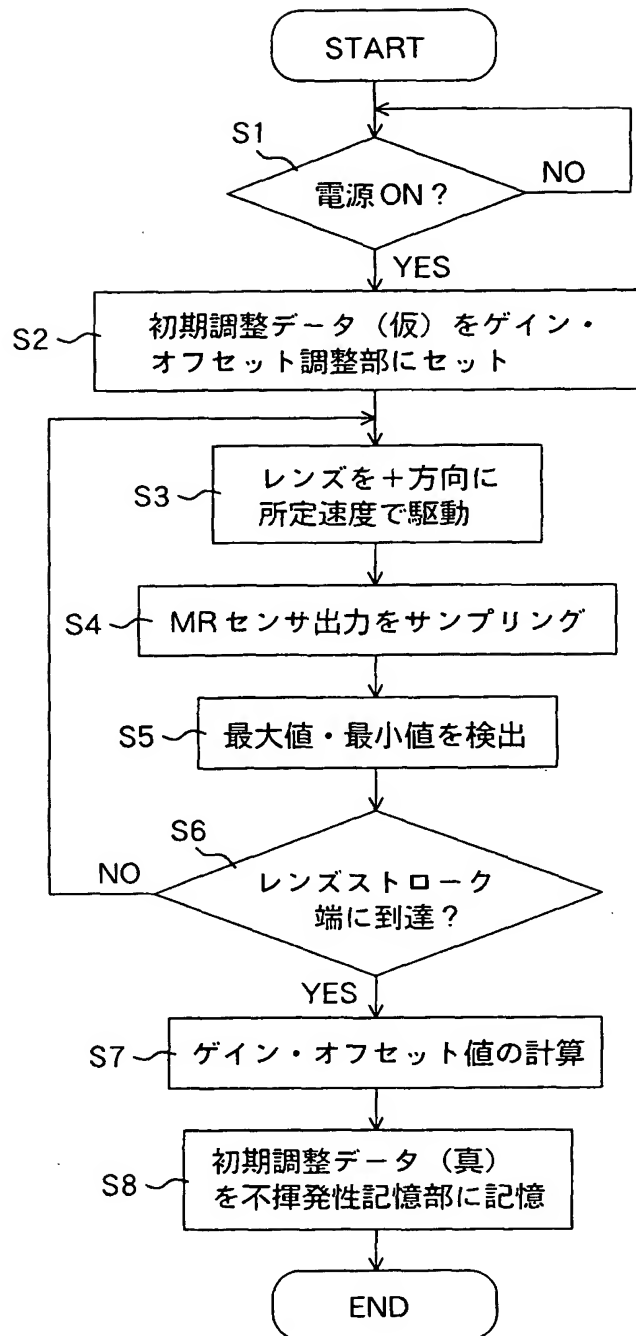 START
S1
電源ON?
NO
YES
S2
初期調整データ(仮)をゲイン・
オフセット調整部にセット
S3
レンズを+方向に
所定速度で駆動
S4
MRセンサ出力をサンプリング
S5
最大値・最小値を検出
S6
NO
レンズストローク
端に到達?
YES
S7
ゲイン・オフセット値の計算
S8
初期調整データ(真)
を不揮発性記憶部に記憶
END